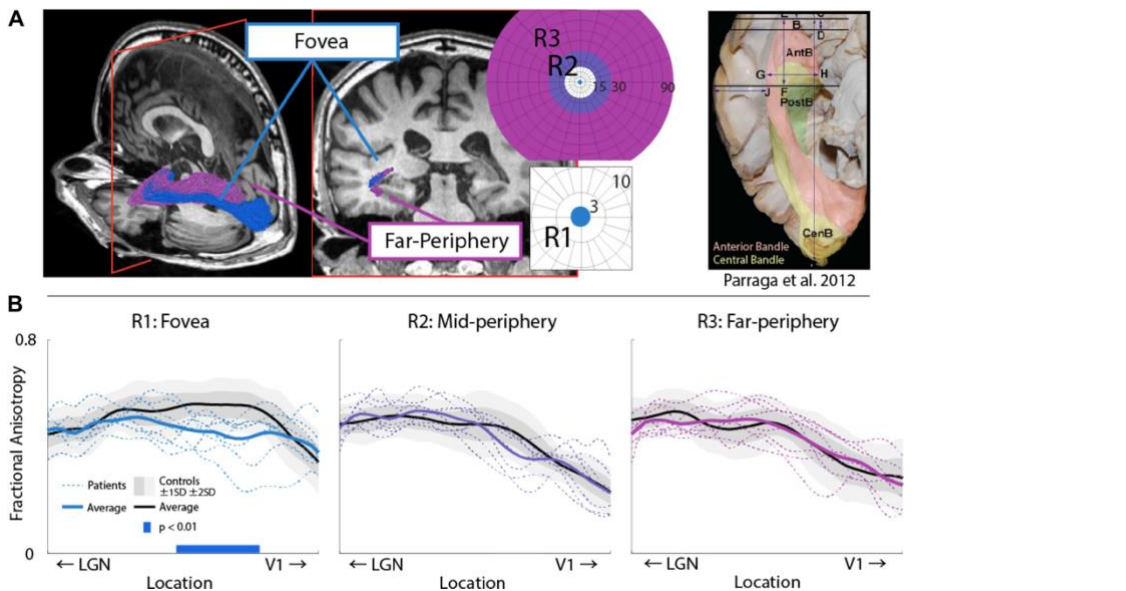 A
Fovea
Far-Periphery
R3
R2
15 30
90
10
3
R1
B
D
AntB
G
H
J
F
PostB
CenB
Anterior Bandle
Central Bandle
Parraga et al. 2012
B
R1: Fovea
R2: Mid-periphery
R3: Far-periphery
0.8
Fractional Anisotropy
0
Patients
Controls
±1SD ±2SD
Average
Average
p < 0.01
← LGN
V1 →
Location
← LGN
V1 →
Location
← LGN
V1 →
Location